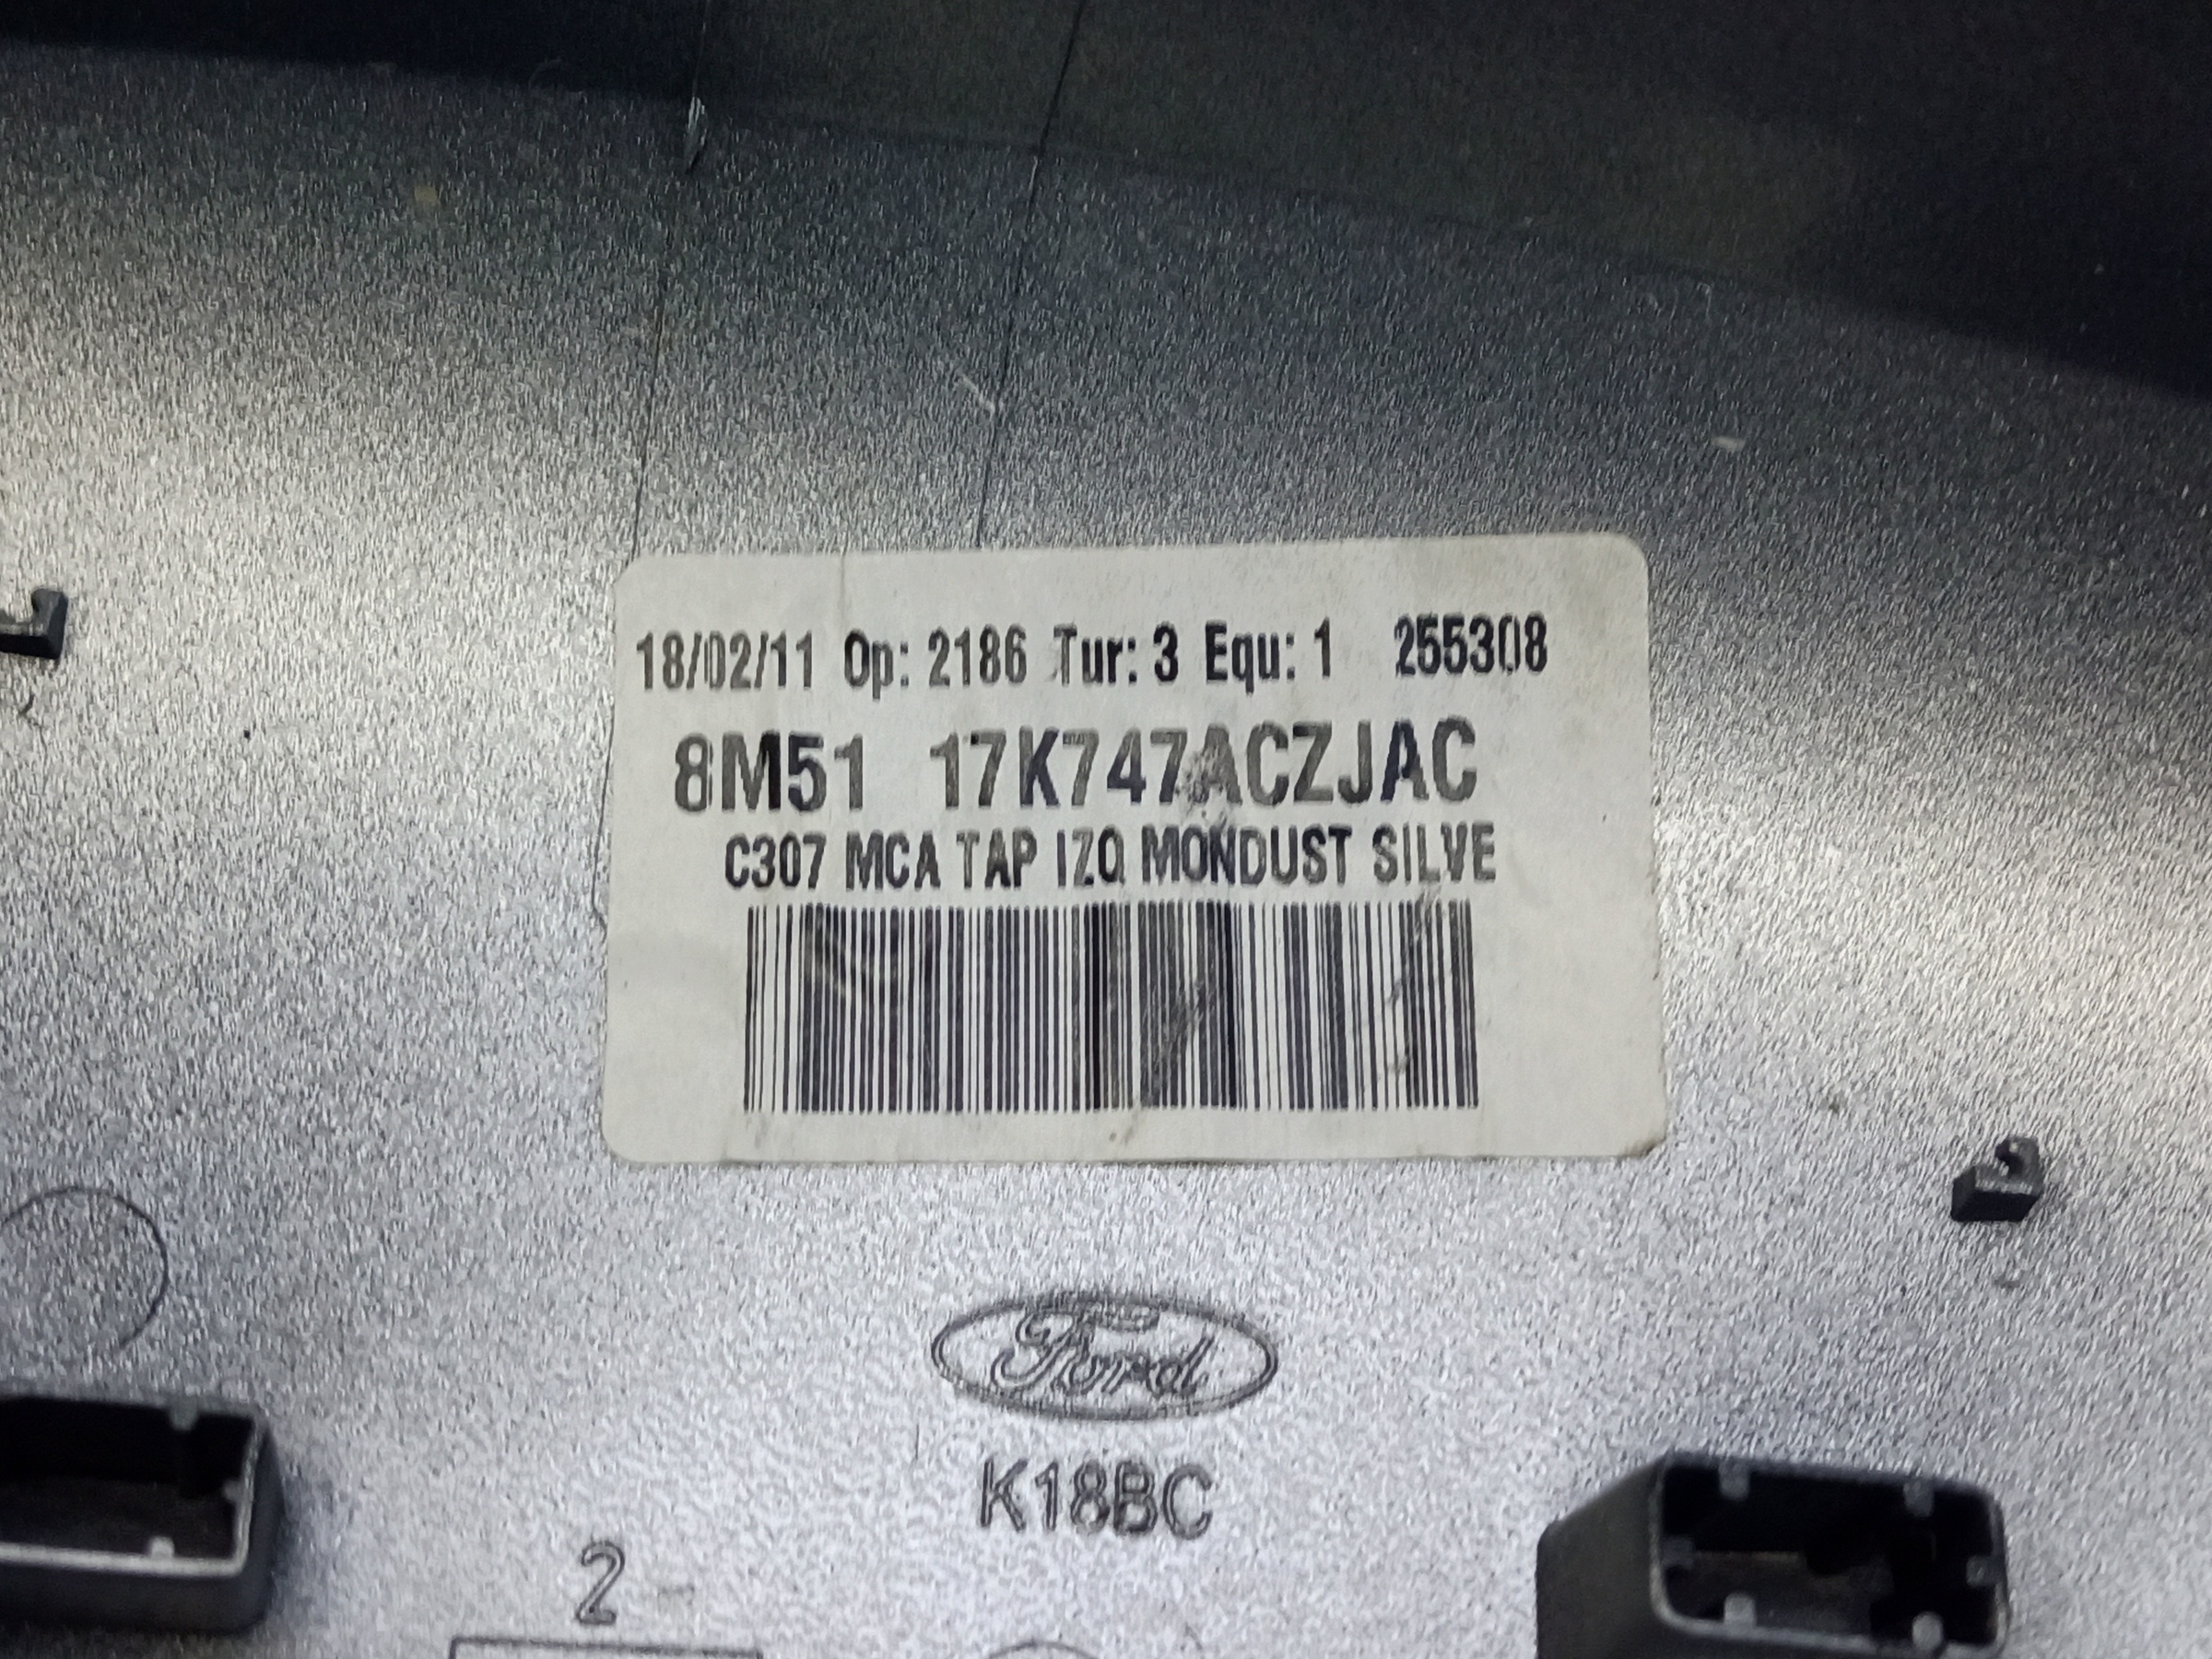 18/02/11 Op: 2186 Tur: 3 Equ: 1 255308
8M51 17K747ACZJAC
C307 MCA TAP IZQ MONDUST SILVE
Ford
K18BC
2